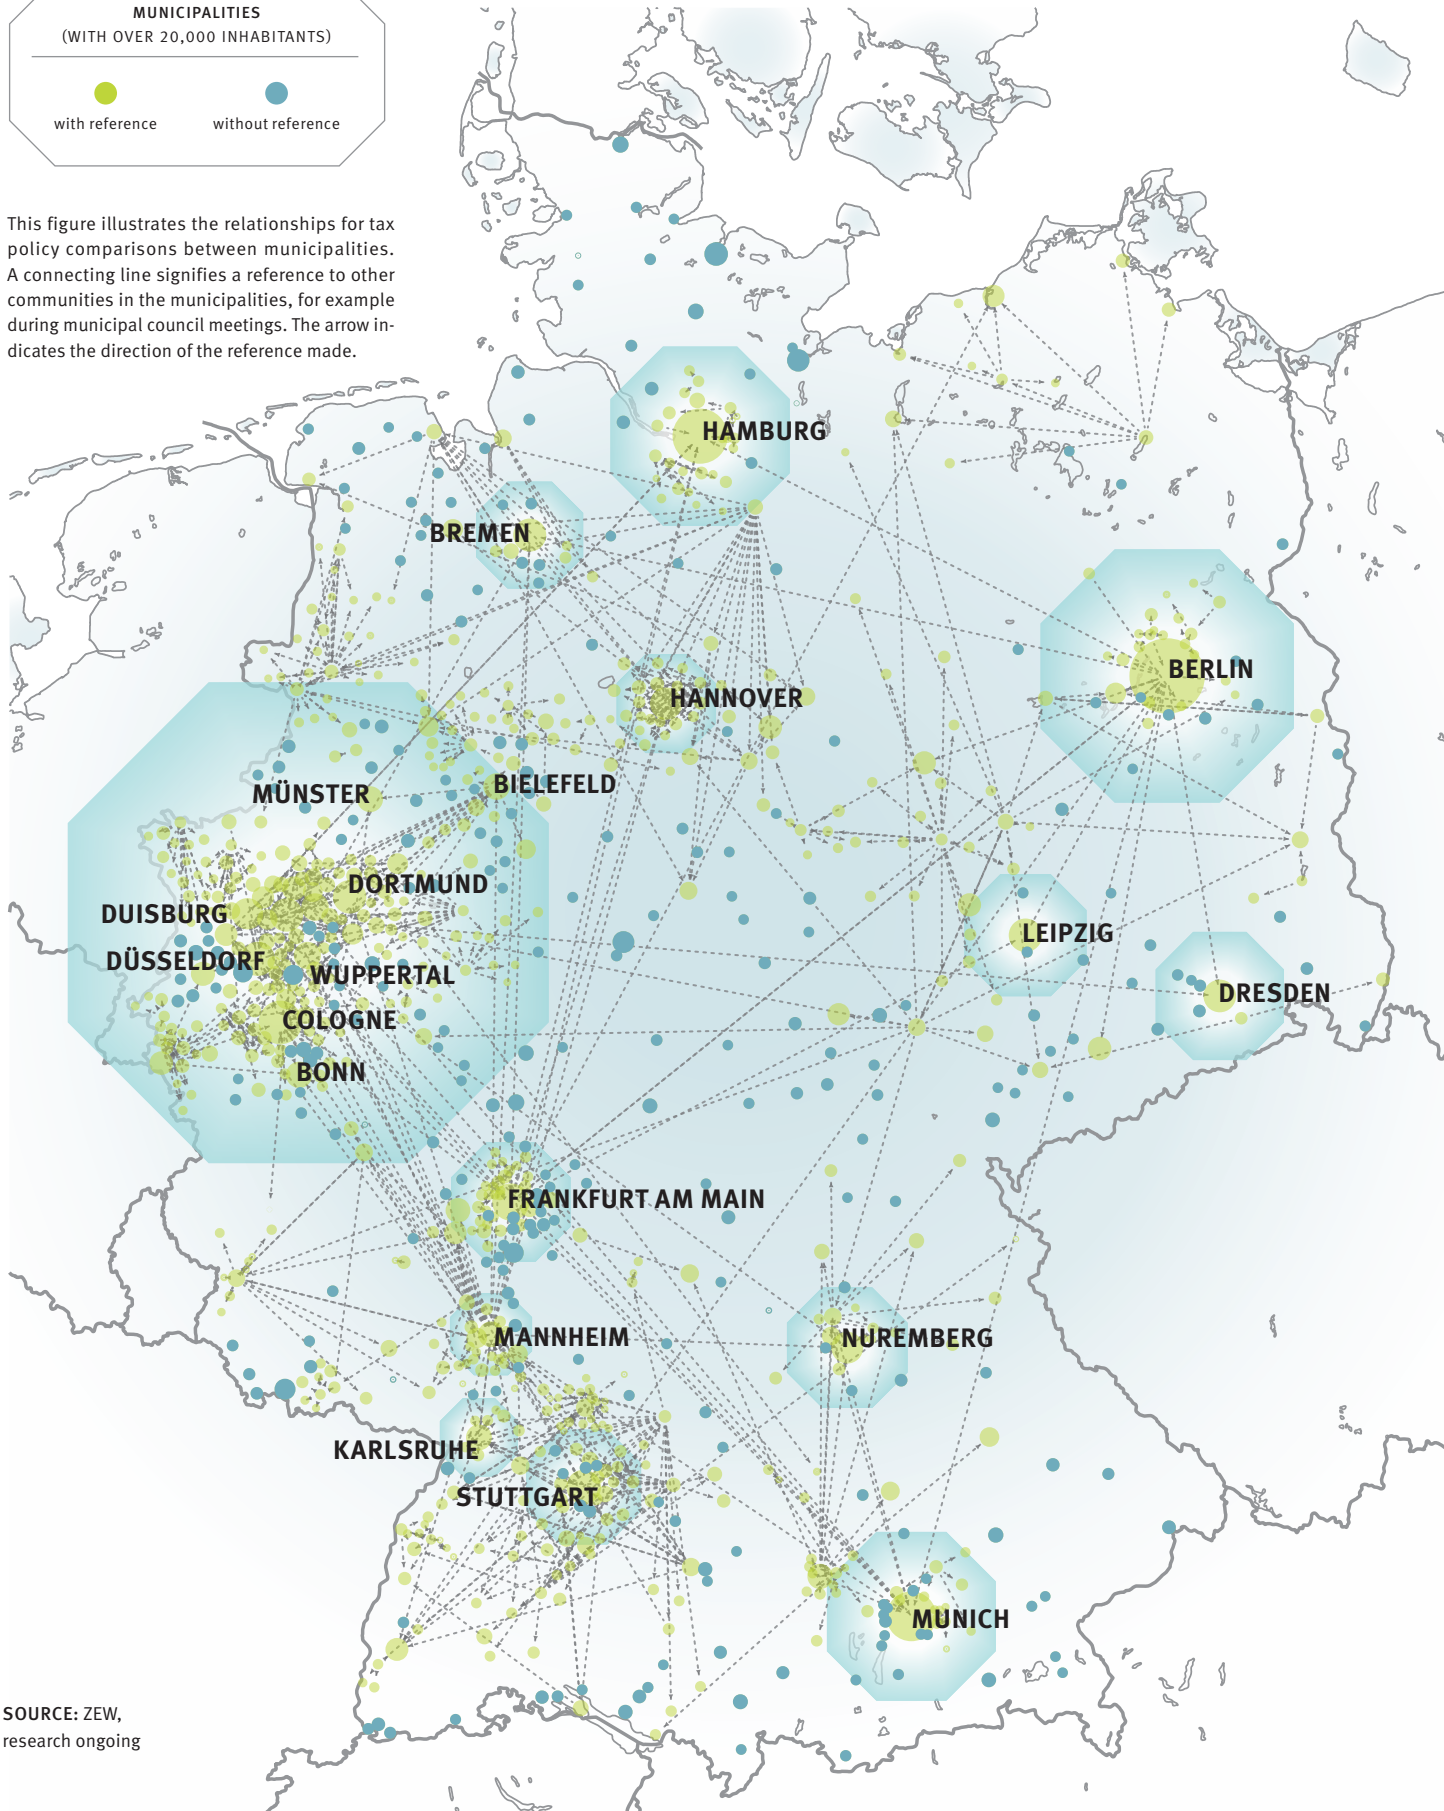 MUNICIPALITIES
(WITH OVER 20,000 INHABITANTS)
with reference
without reference
This figure illustrates the relationships for tax
policy comparisons between municipalities.
A connecting line signifies a reference to other
communities in the municipalities, for example
during municipal council meetings. The arrow in-
dicates the direction of the reference made.
HAMBURG
BREMEN
BERLIN
HANNOVER
BIELEFELD
MÜNSTER
DORTMUND
DUISBURG
LEIPZIG
DÜSSELDORF
WUPPERTAL
DRESDEN
COLOGNE
BONN
FRANKFURT AM MAIN
MANNHEIM
NUREMBERG
KARLSRUHE
STUTTGART
MUNICH
SOURCE: ZEW,
research ongoing